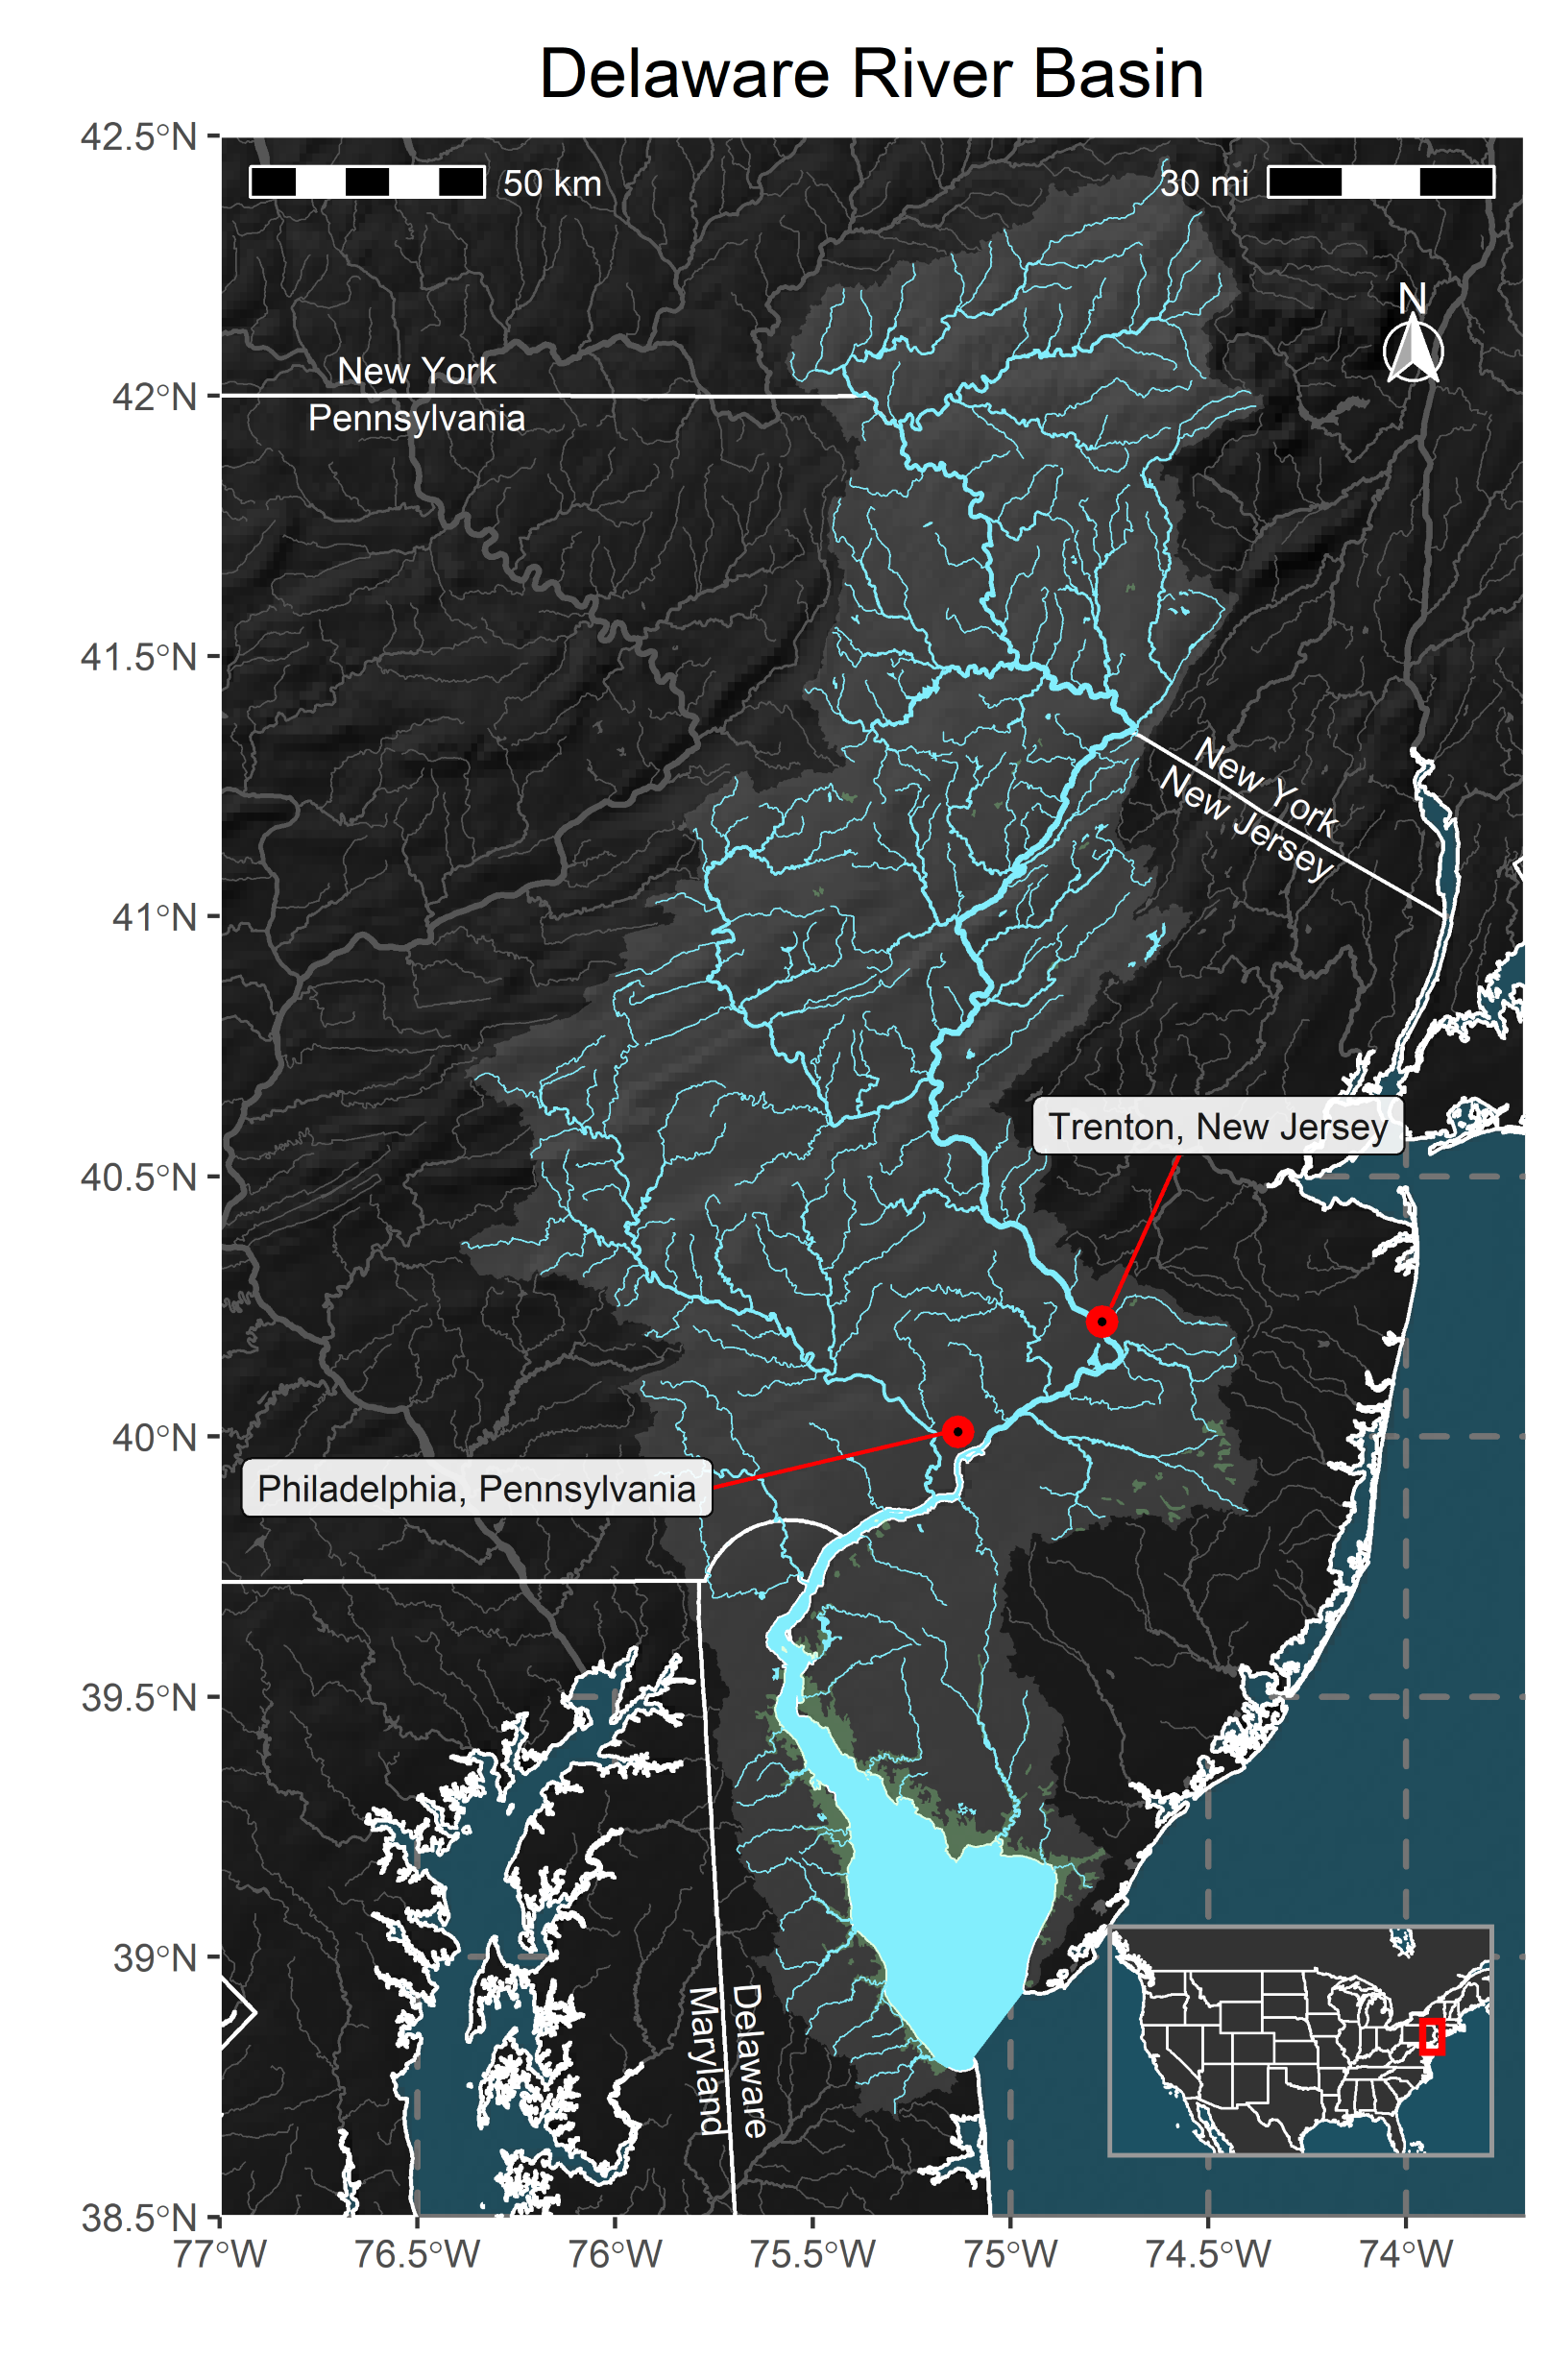 Delaware River Basin
42.5°N
50 km
30 mi
N
New York
42°N
Pennsylvania
41.5°N
New York
New Jersey
41°N
Trenton, New Jersey
40.5°N
40°N
Philadelphia, Pennsylvania
39.5°N
39°N
Delaware
Maryland
38.5°N
77°W
76.5°W
76°W
75.5°W
75°W
74.5°W
74°W